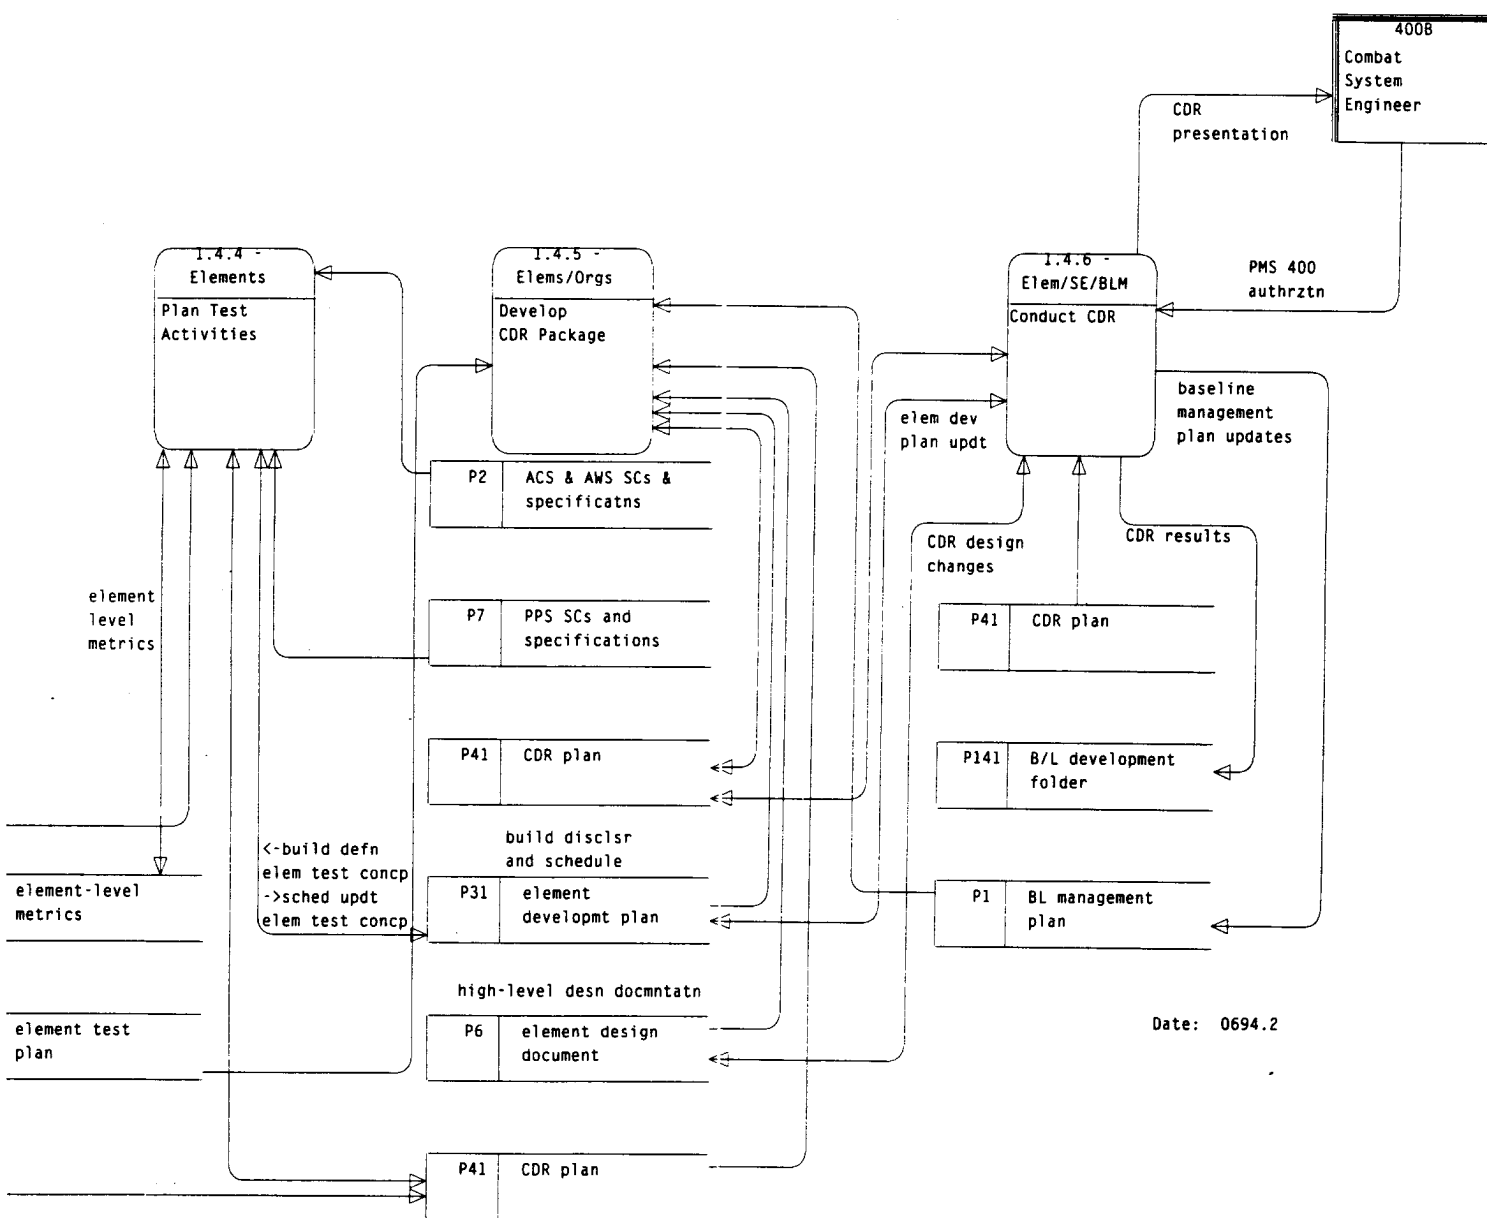 400B
Combat
System
Engineer
CDR
presentation
PMS 400
authrztn
1.4.4 -
Elements
Plan Test
Activities
1.4.5 -
Elems/Orgs
Develop
CDR Package
1.4.6 -
Elem/SE/BLM
Conduct CDR
elem dev
plan updt
baseline
management
plan updates
P2
ACS & AWS SCs &
specificatns
CDR design
changes
CDR results
element
level
metrics
P7
PPS SCs and
specifications
P41
CDR plan
P41
CDR plan
P141
B/L development
folder
<-build defn
elem test concp
->sched updt
elem test concp
build disclsr
and schedule
element-level
metrics
P31
element
developmt plan
P1
BL management
plan
high-level desn docmntatn
element test
plan
P6
element design
document
Date: 0694.2
P41
CDR plan